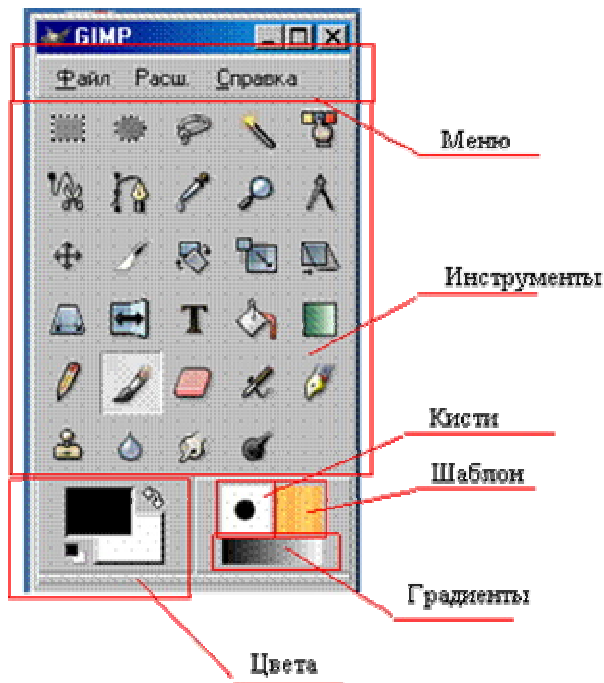 GIMP
Файл Расш. Справка
Меню
Инструменты
T
Кисти
Шаблон
Градиенты
Цвета